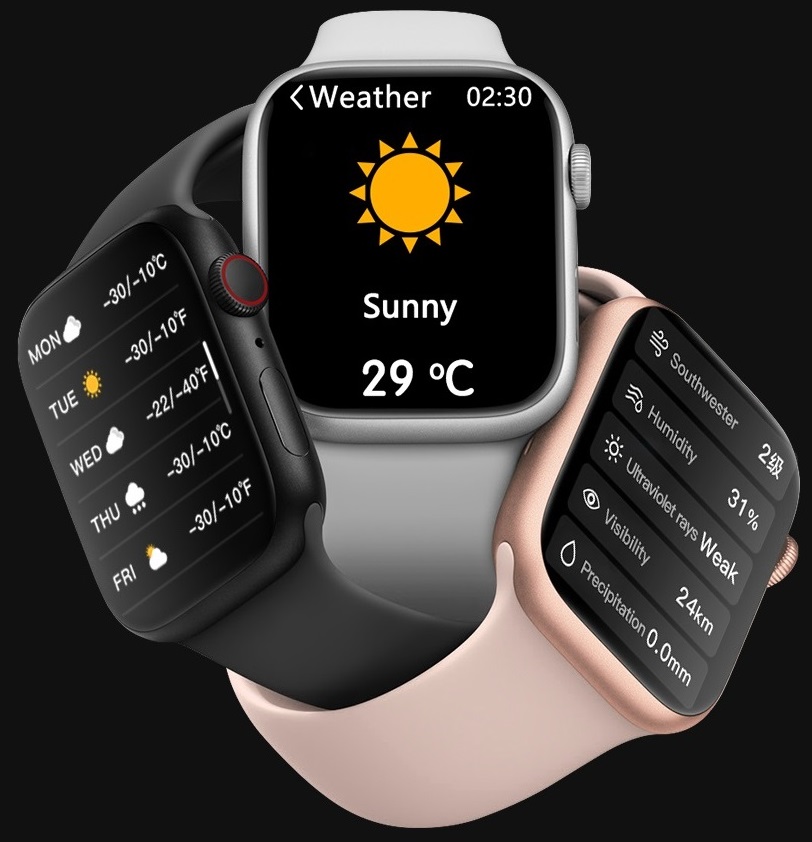 Weather 02:30
Sunny
29 ℃
MON -30/-10℃
TUE -30/-10℉
WED -22/-40℉
THU -30/-10℃
FRI -30/-10℉
Southwester 2级
Humidity 31%
Ultraviolet rays Weak
Visibility 24km
Precipitation 0.0mm